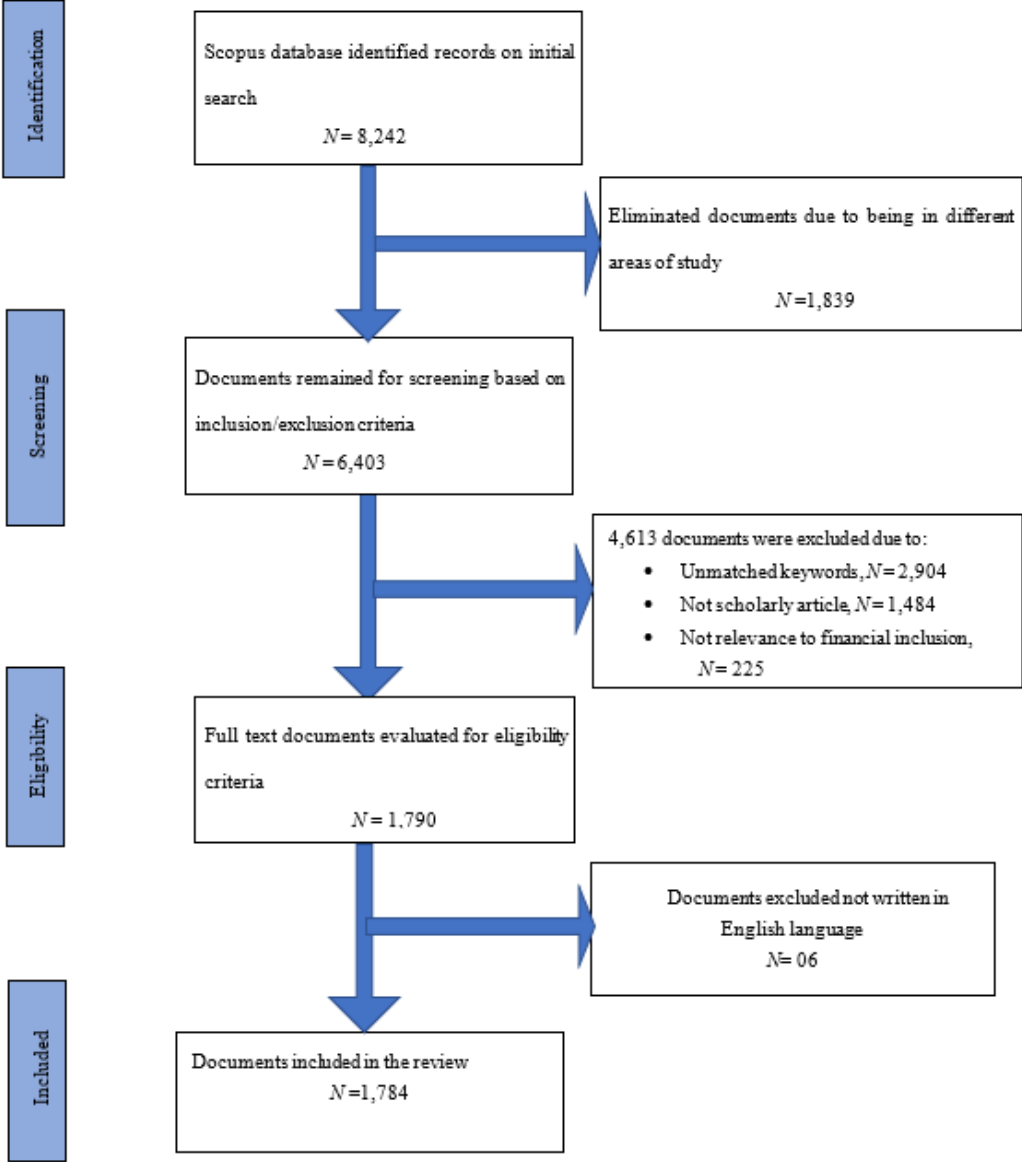 Identification
Scopus database identified records on initial
search
N= 8,242
Eliminated documents due to being in different
areas of study
N=1,839
Screening
Documents remained for screening based on
inclusion/exclusion criteria
N=6,403
4,613 documents were excluded due to:
• Unmatched keywords, N=2,904
• Not scholarly article, N=1,484
• Not relevance to financial inclusion,
N= 225
Eligibility
Full text documents evaluated for eligibility
criteria
N= 1,790
Documents excluded not written in
English language
N= 06
Included
Documents included in the review
N=1,784